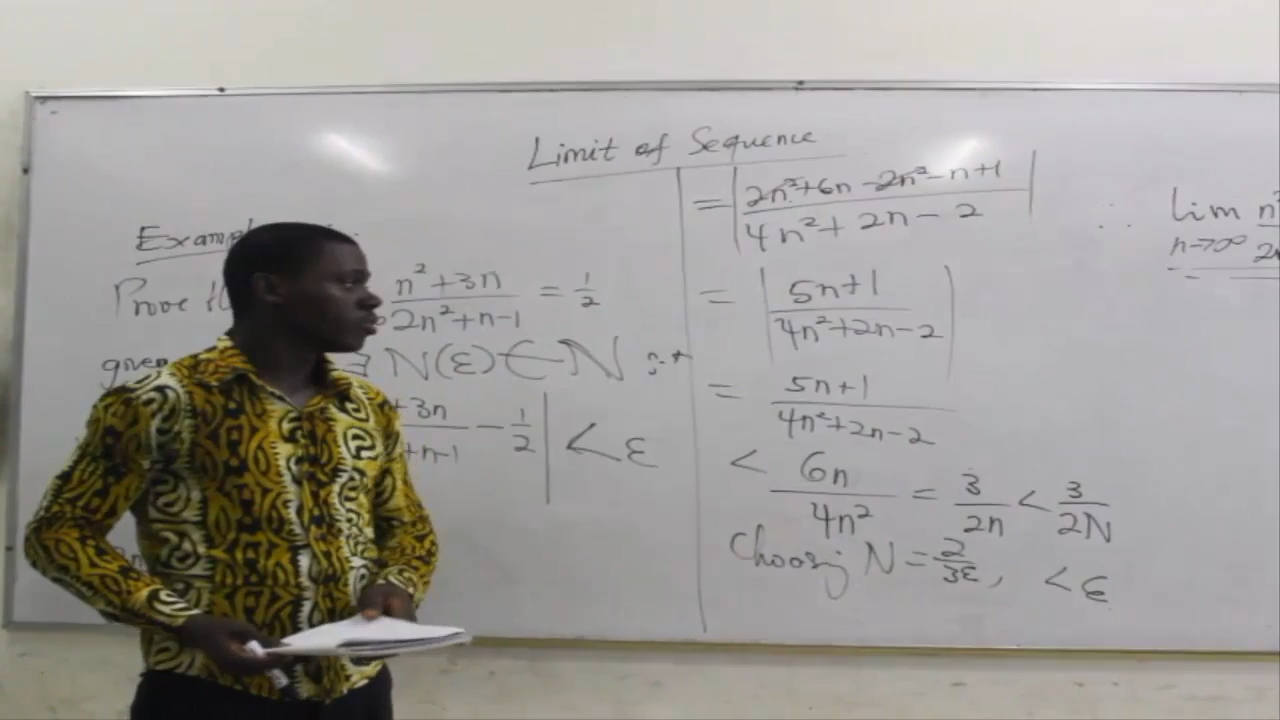 Limit of Sequence
Example
Prove n²+3n / 2n²+n-1 = 1/2
given ∃ N(ε) ∈ N s.t
+3n / +n-1 - 1/2 | < ε
= | 2n²+6n-2n²-n+1 / 4n²+2n-2 |
= | 5n+1 / 4n²+2n-2 |
= 5n+1 / 4n²+2n-2
< 6n / 4n² = 3 / 2n < 3 / 2N
Choosing N = 2 / 3ε, < ε
∴ lim n→∞